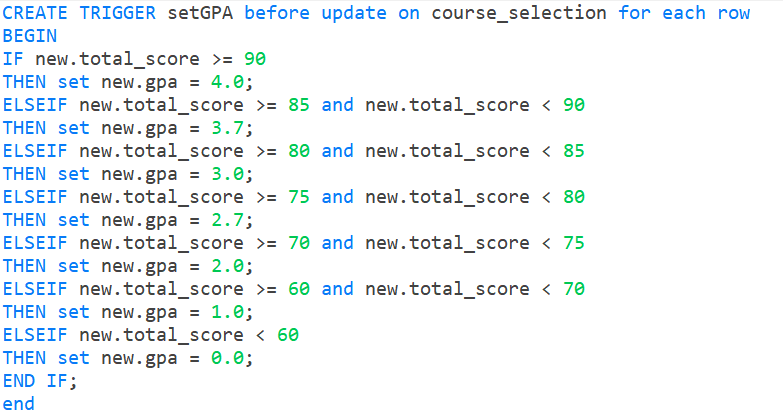 CREATE TRIGGER setGPA before update on course_selection for each row
BEGIN
IF new.total_score >= 90
THEN set new.gpa = 4.0;
ELSEIF new.total_score >= 85 and new.total_score < 90
THEN set new.gpa = 3.7;
ELSEIF new.total_score >= 80 and new.total_score < 85
THEN set new.gpa = 3.0;
ELSEIF new.total_score >= 75 and new.total_score < 80
THEN set new.gpa = 2.7;
ELSEIF new.total_score >= 70 and new.total_score < 75
THEN set new.gpa = 2.0;
ELSEIF new.total_score >= 60 and new.total_score < 70
THEN set new.gpa = 1.0;
ELSEIF new.total_score < 60
THEN set new.gpa = 0.0;
END IF;
end